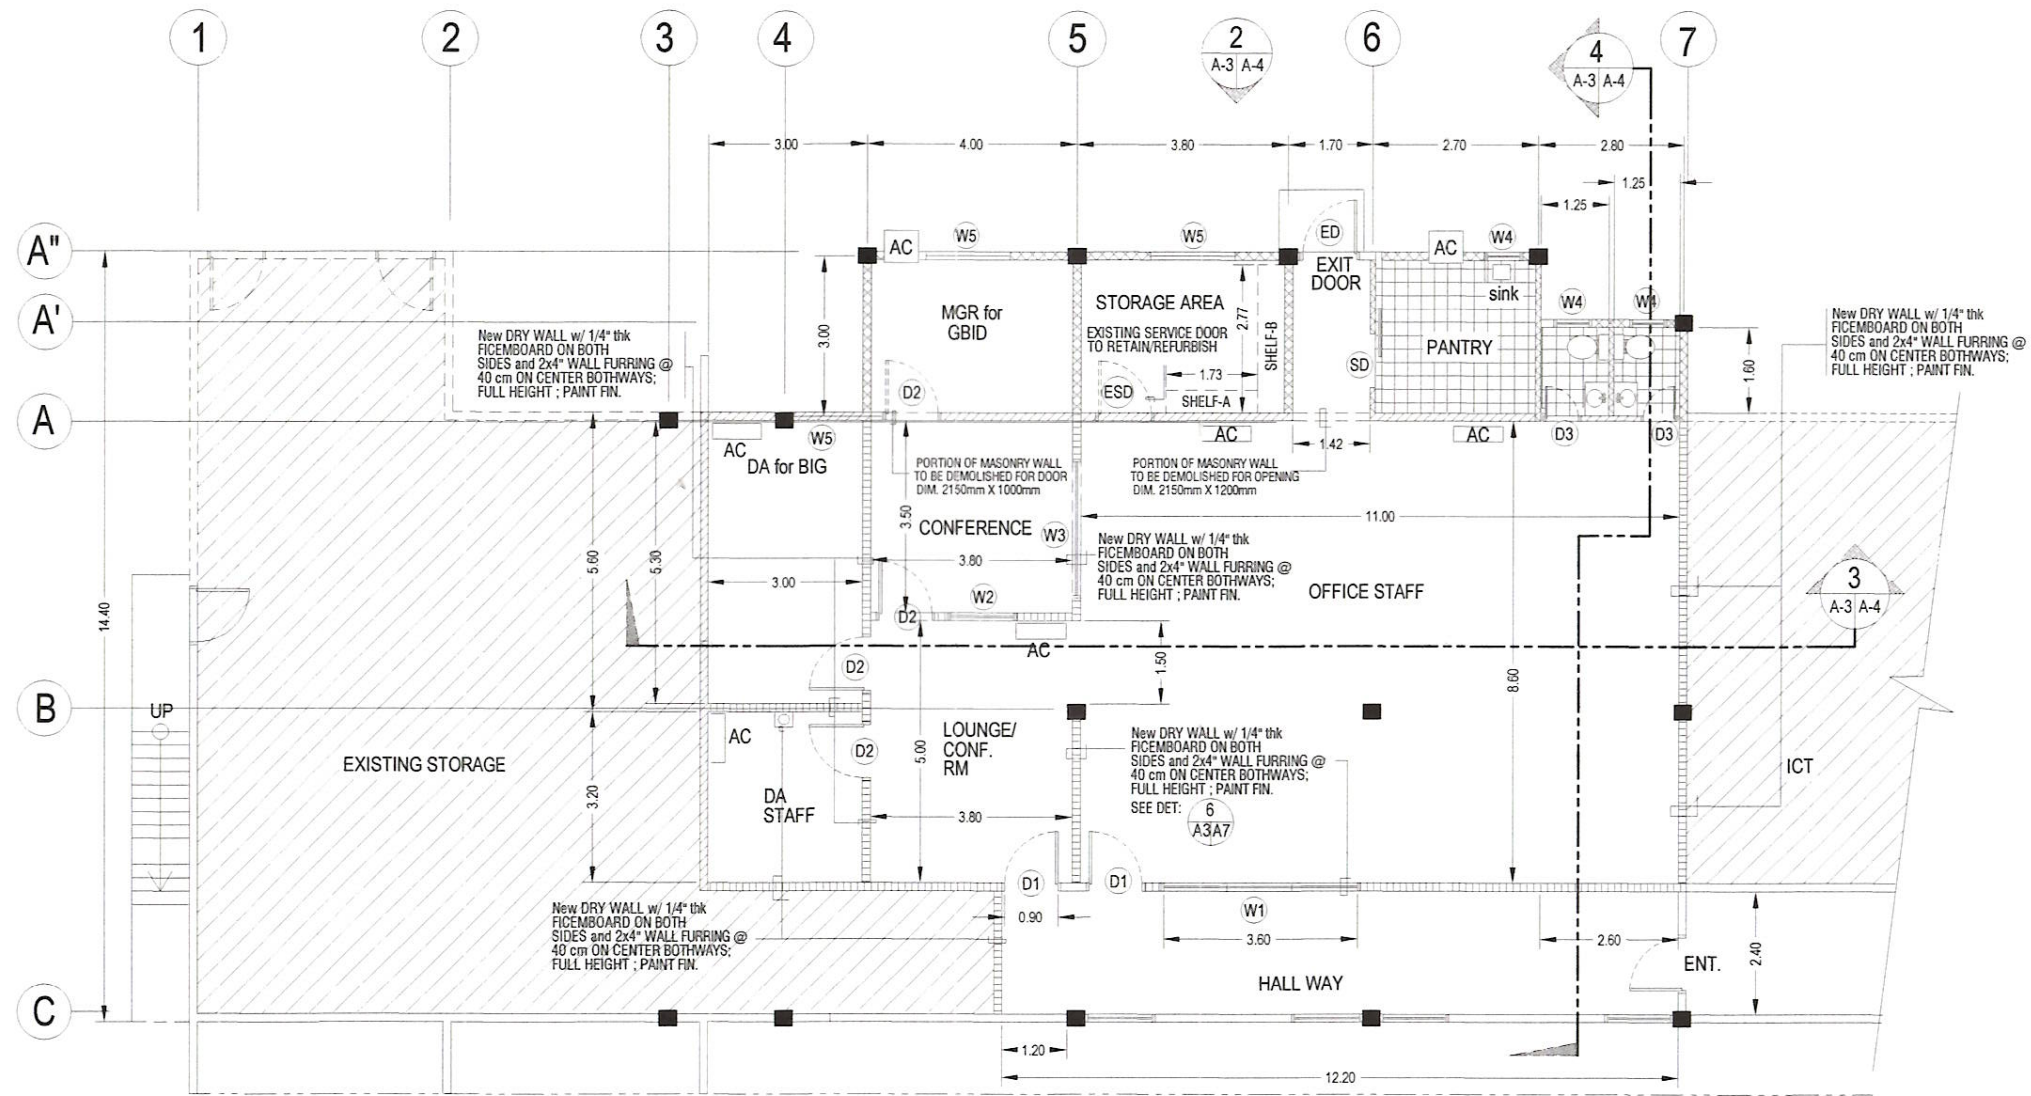 1
2
3
4
5
2
A-3 A-4
6
4
A-3 A-4
7
3.00
4.00
3.80
1.70
2.70
2.80
1.25
1.25
A"
A'
A
B
C
14.40
AC
W5
W5
ED
AC
W4
EXIT
DOOR
sink
W4
W4
MGR for
GBID
STORAGE AREA
EXISTING SERVICE DOOR
TO RETAIN/REFURBISH
2.77
SHELF-B
1.73
SHELF-A
3.00
D2
ESD
SD
PANTRY
1.60
New DRY WALL w/ 1/4" thk
FICEMBOARD ON BOTH
SIDES and 2x4" WALL FURRING @
40 cm ON CENTER BOTHWAYS;
FULL HEIGHT ; PAINT FIN.
New DRY WALL w/ 1/4" thk
FICEMBOARD ON BOTH
SIDES and 2x4" WALL FURRING @
40 cm ON CENTER BOTHWAYS;
FULL HEIGHT ; PAINT FIN.
AC
W5
DA for BIG
AC
1.42
AC
D3
D3
PORTION OF MASONRY WALL
TO BE DEMOLISHED FOR DOOR
DIM. 2150mm X 1000mm
PORTION OF MASONRY WALL
TO BE DEMOLISHED FOR OPENING
DIM. 2150mm X 1200mm
3.50
CONFERENCE
W3
11.00
3.80
5.60
5.30
3.00
New DRY WALL w/ 1/4" thk
FICEMBOARD ON BOTH
SIDES and 2x4" WALL FURRING @
40 cm ON CENTER BOTHWAYS;
FULL HEIGHT ; PAINT FIN.
W2
D2
OFFICE STAFF
3
A-3 A-4
AC
1.50
D2
8.60
UP
AC
D2
LOUNGE/
CONF.
RM
5.00
New DRY WALL w/ 1/4" thk
FICEMBOARD ON BOTH
SIDES and 2x4" WALL FURRING @
40 cm ON CENTER BOTHWAYS;
FULL HEIGHT ; PAINT FIN.
SEE DET:
6
A3 A7
EXISTING STORAGE
3.20
DA
STAFF
3.80
ICT
D1
D1
0.90
W1
3.60
2.60
2.40
New DRY WALL w/ 1/4" thk
FICEMBOARD ON BOTH
SIDES and 2x4" WALL FURRING @
40 cm ON CENTER BOTHWAYS;
FULL HEIGHT ; PAINT FIN.
HALL WAY
ENT.
1.20
12.20